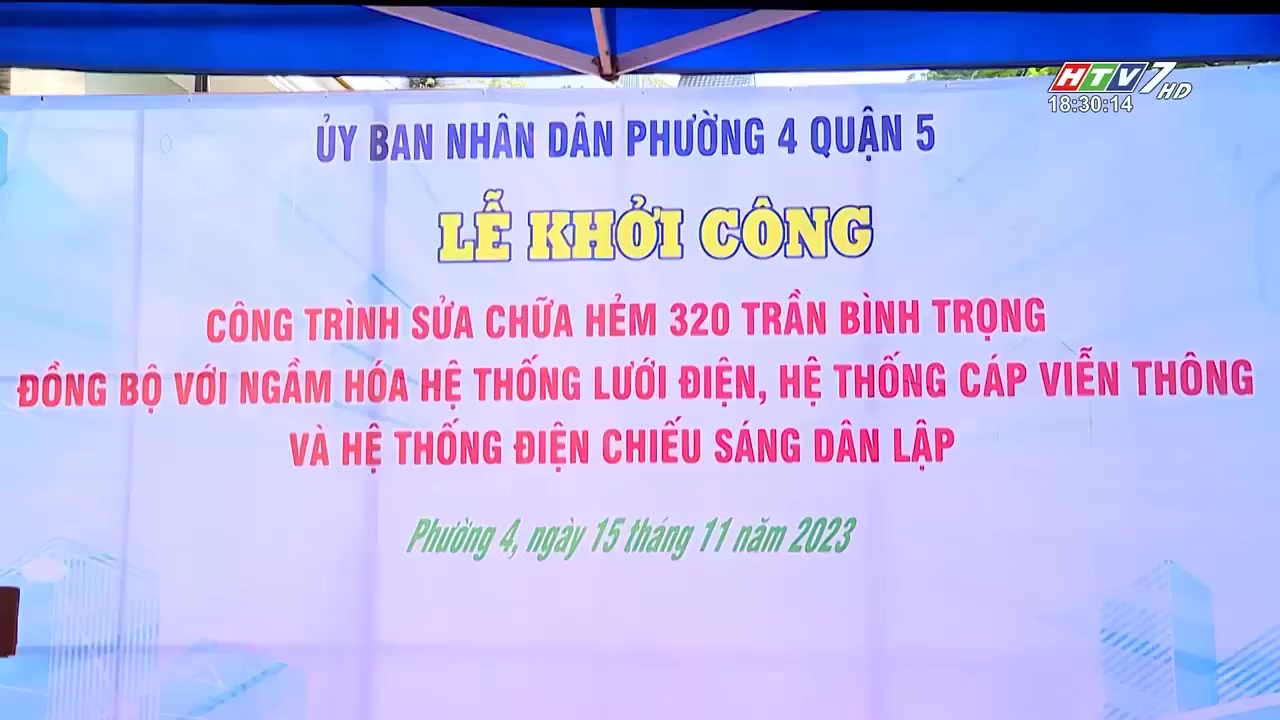 HTV7 HD
18:30:14
ỦY BAN NHÂN DÂN PHƯỜNG 4 QUẬN 5
LỄ KHỞI CÔNG
CÔNG TRÌNH SỬA CHỮA HẺM 320 TRẦN BÌNH TRỌNG
ĐỒNG BỘ VỚI NGẦM HÓA HỆ THỐNG LƯỚI ĐIỆN, HỆ THỐNG CÁP VIỄN THÔNG
VÀ HỆ THỐNG ĐIỆN CHIẾU SÁNG DÂN LẬP
Phường 4, ngày 15 tháng 11 năm 2023